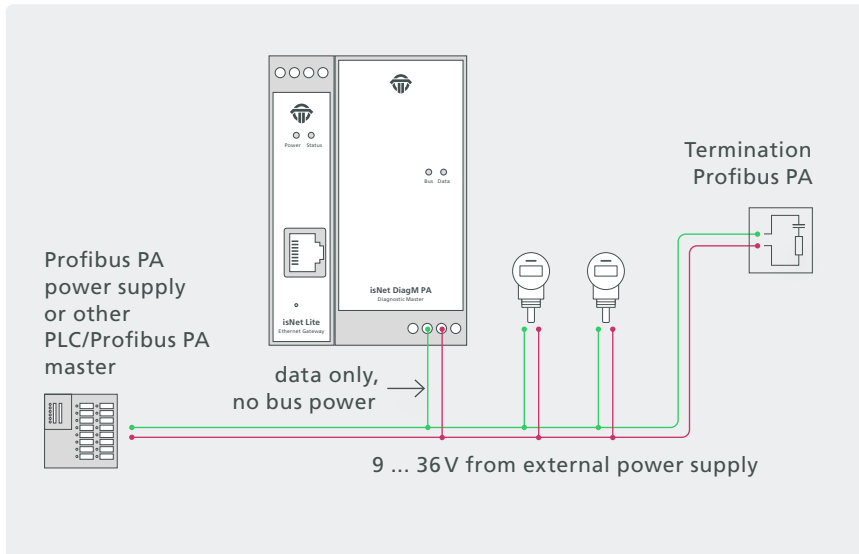 Power Status
Bus Data
isNet DiagM PA
Diagnostic Master
isNet Lite
Ethernet Gateway
Termination
Profibus PA
Profibus PA
power supply
or other
PLC/Profibus PA
master
data only,
no bus power
9 ... 36 V from external power supply